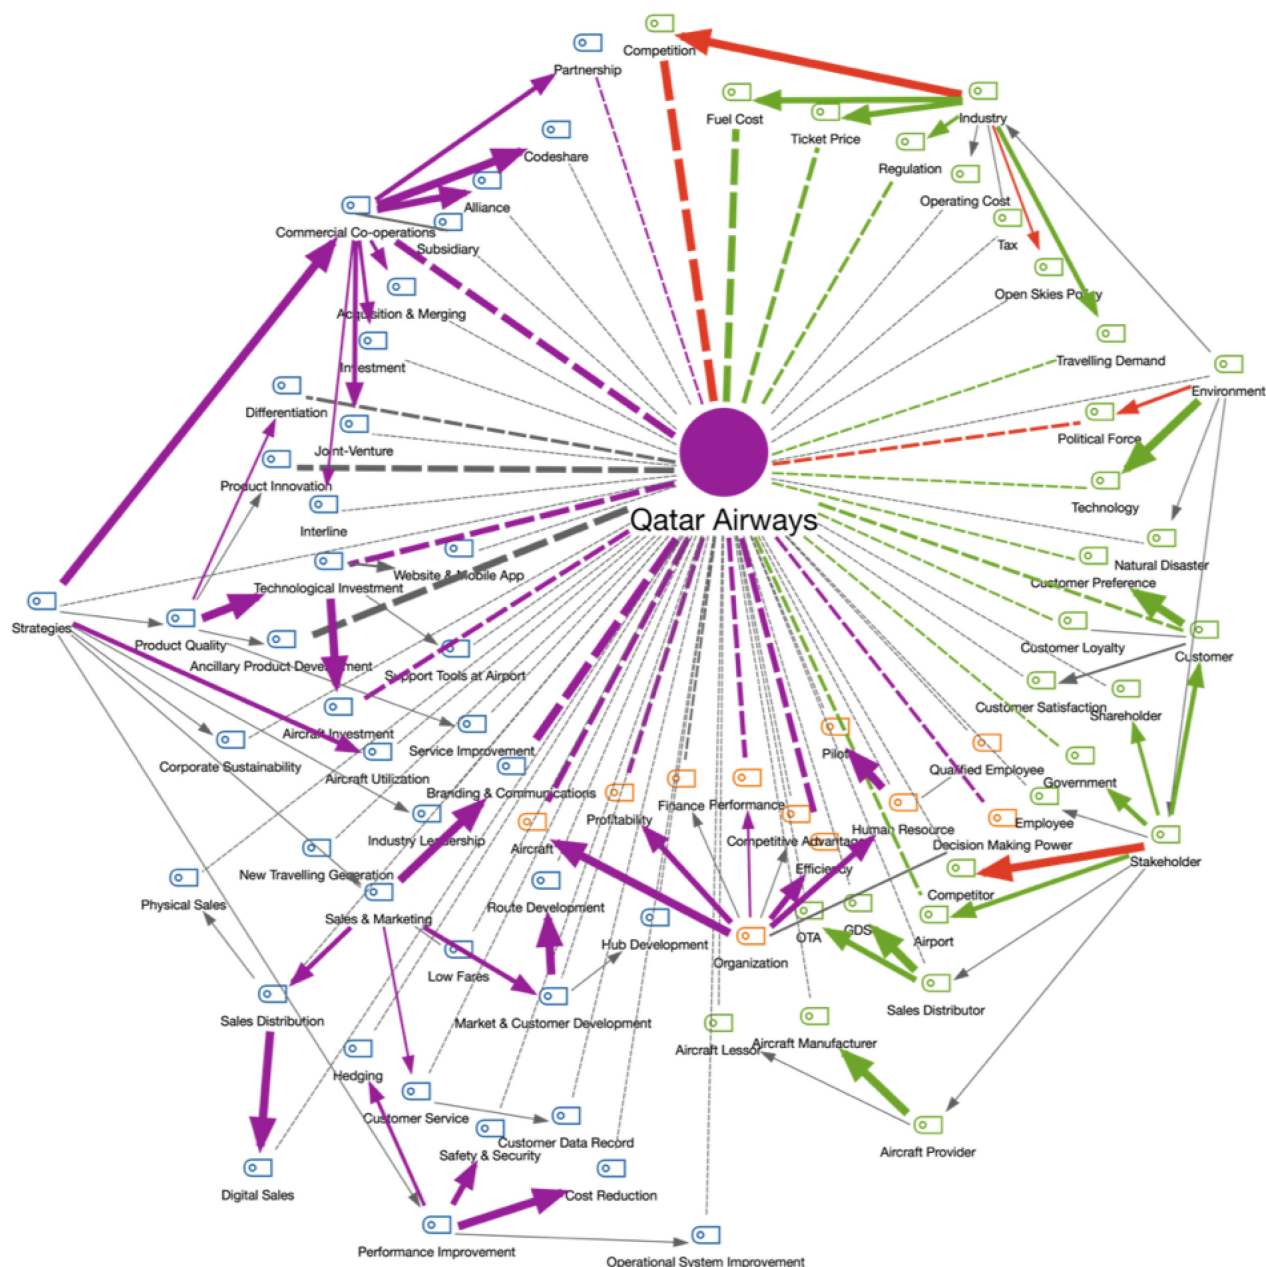 Competition
Partnership
Fuel Cost
Industry
Ticket Price
Codeshare
Regulation
Operating Cost
Alliance
Commercial Co-operations
Tax
Subsidiary
Open Skies Policy
Acquisition & Merging
Travelling Demand
Investment
Environment
Differentiation
Political Force
Joint-Venture
Product Innovation
Technology
Qatar Airways
Interline
Natural Disaster
Website & Mobile App
Customer Preference
Technological Investment
Strategies
Product Quality
Customer Loyalty
Customer
Ancillary Product Development
Support Tools at Airport
Customer Satisfaction
Shareholder
Aircraft Investment
Service Improvement
Corporate Sustainability
Pilot
Qualified Employee
Aircraft Utilization
Government
Branding & Communications
Finance
Performance
Profitability
Employee
Human Resource
Industry Leadership
Competitive Advantage
Decision Making Power
Aircraft
Stakeholder
Efficiency
New Travelling Generation
Competitor
Physical Sales
Route Development
Sales & Marketing
GDS
OTA
Airport
Hub Development
Organization
Low Fares
Sales Distributor
Sales Distribution
Market & Customer Development
Aircraft Manufacturer
Aircraft Lessor
Hedging
Customer Service
Customer Data Record
Aircraft Provider
Safety & Security
Digital Sales
Cost Reduction
Performance Improvement
Operational System Improvement